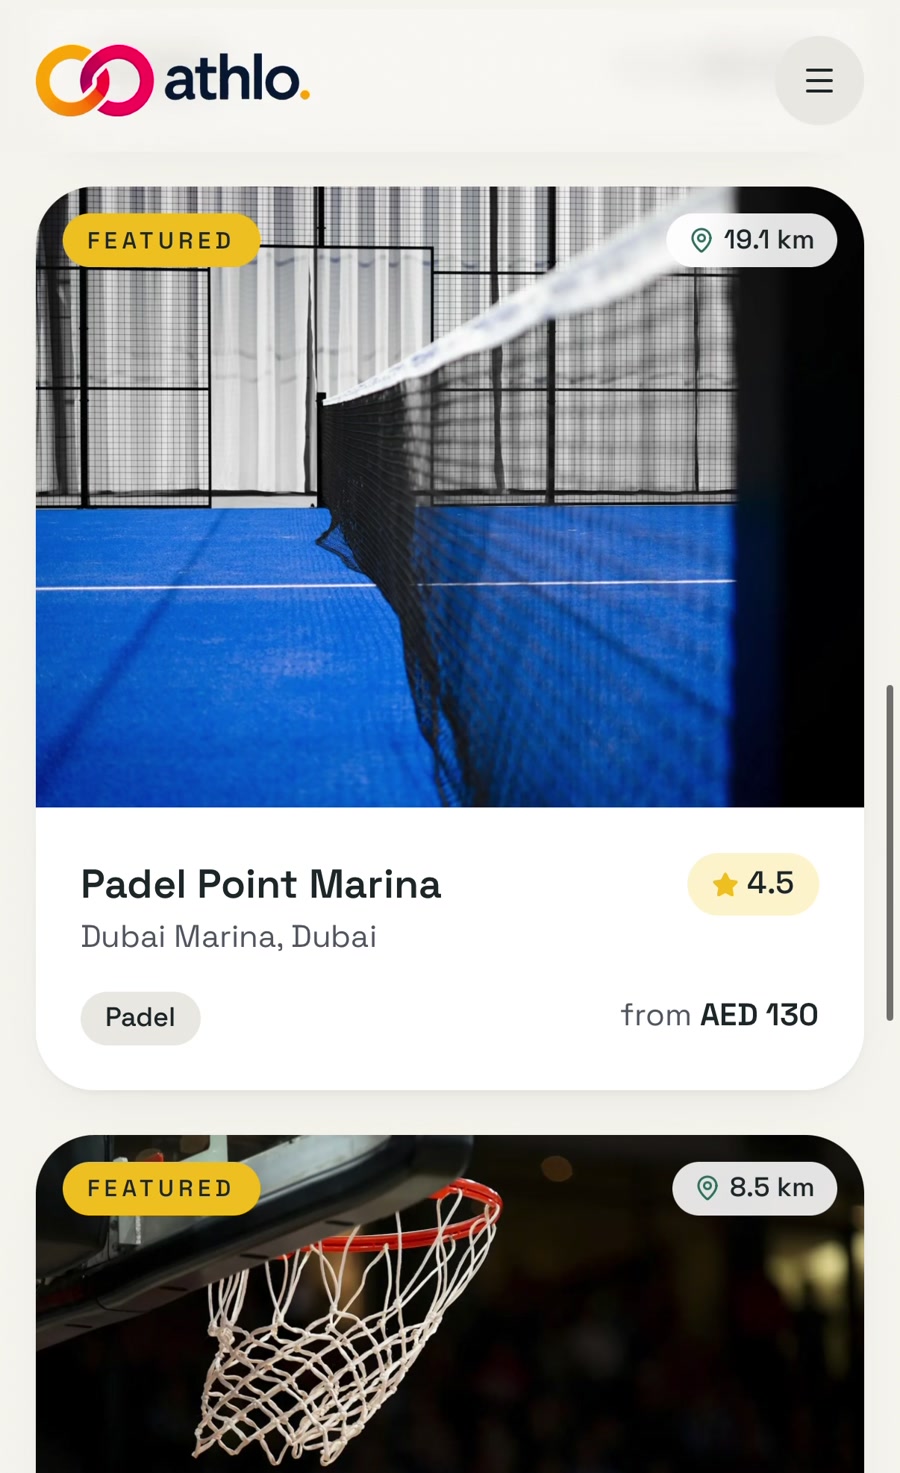 athlo.
FEATURED
19.1 km
Padel Point Marina
4.5
Dubai Marina, Dubai
Padel
from AED 130
FEATURED
8.5 km